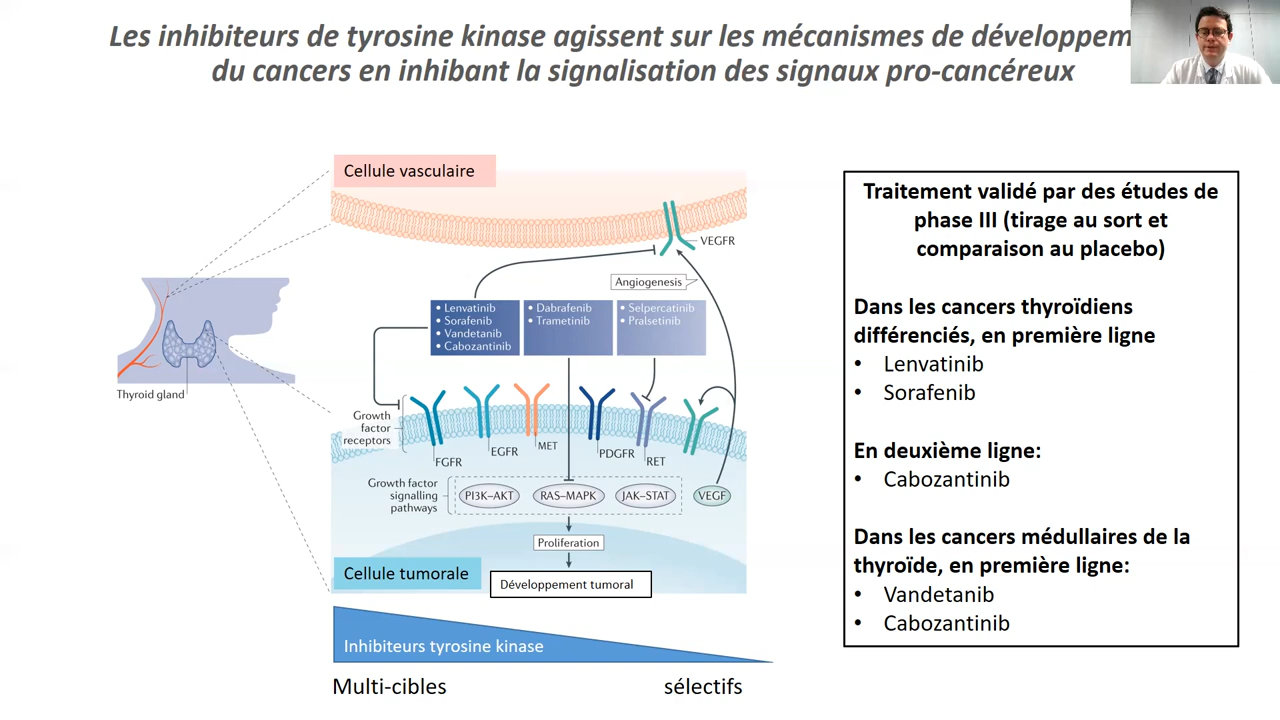 Les inhibiteurs de tyrosine kinase agissent sur les mécanismes de développem
du cancers en inhibant la signalisation des signaux pro-cancéreux
Cellule vasculaire
VEGFR
Angiogenesis
• Lenvatinib
• Sorafenib
• Vandetanib
• Cabozantinib
• Dabrafenib
• Trametinib
• Selpercatinib
• Pralsetinib
Thyroid gland
Growth
factor
receptors
FGFR
EGFR
MET
PDGFR
RET
Growth factor
signalling
pathways
PI3K–AKT
RAS–MAPK
JAK–STAT
VEGF
Proliferation
Cellule tumorale
Développement tumoral
Inhibiteurs tyrosine kinase
Multi-cibles
sélectifs
Traitement validé par des études de
phase III (tirage au sort et
comparaison au placebo)
Dans les cancers thyroïdiens
différenciés, en première ligne
• Lenvatinib
• Sorafenib
En deuxième ligne:
• Cabozantinib
Dans les cancers médullaires de la
thyroïde, en première ligne:
• Vandetanib
• Cabozantinib